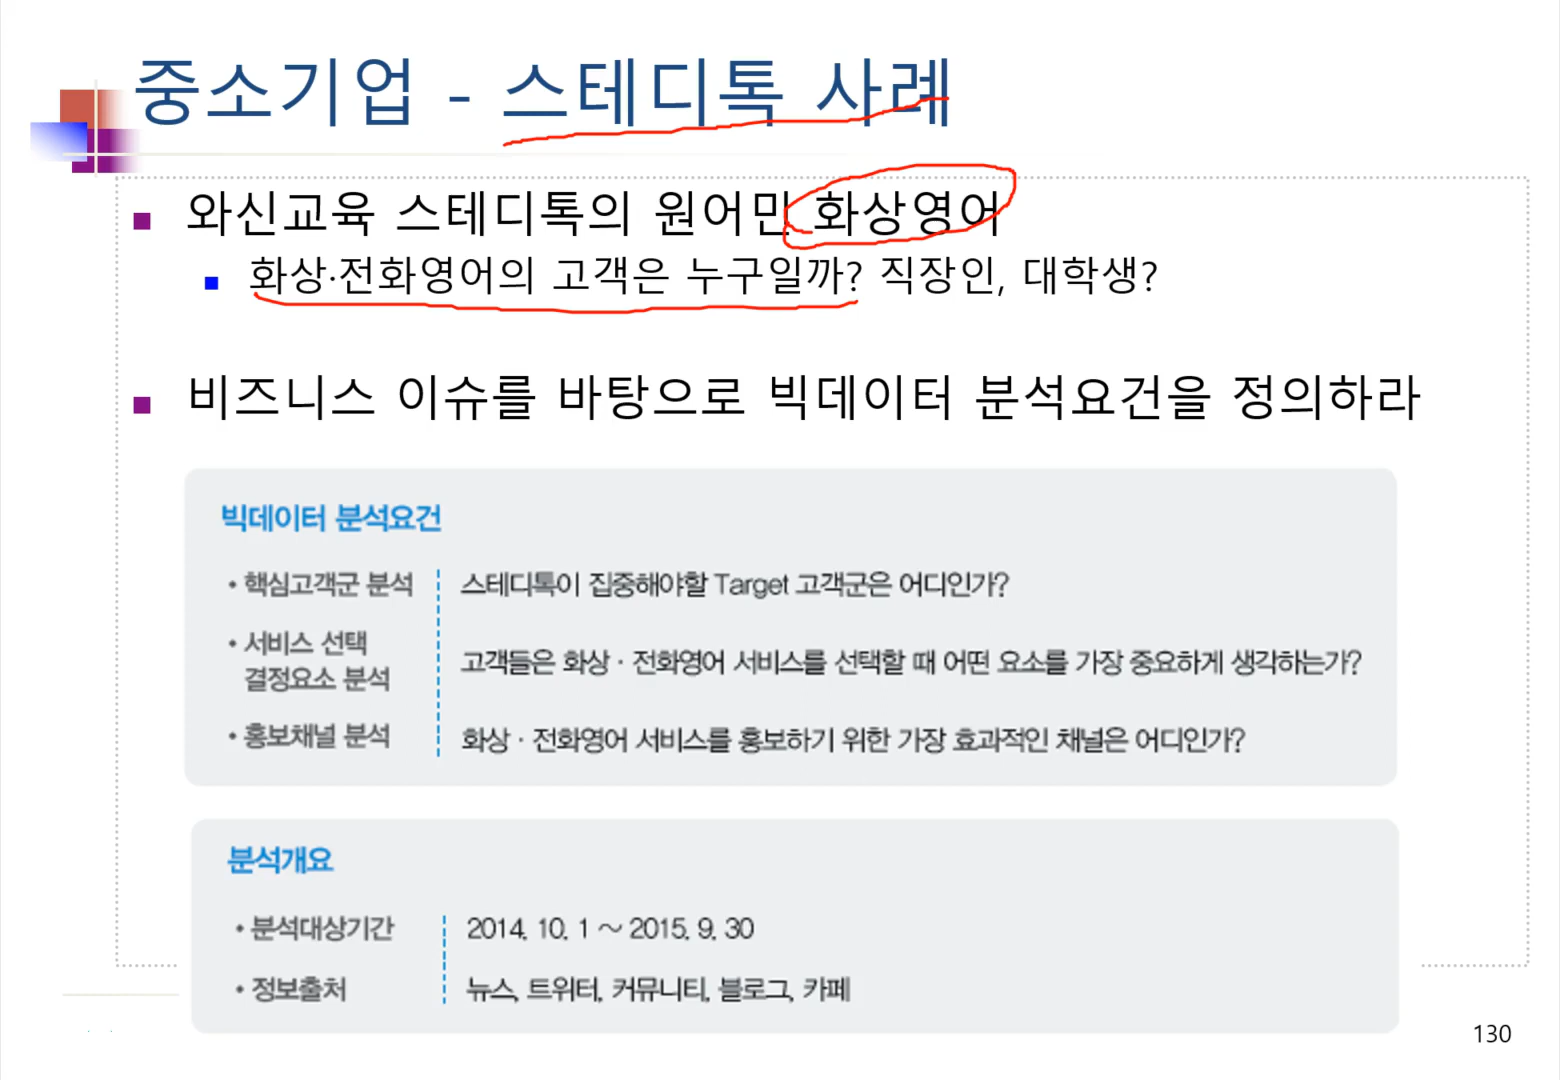 중소기업 - 스테디톡 사례
와신교육 스테디톡의 원어민 화상영어
화상·전화영어의 고객은 누구일까? 직장인, 대학생?
비즈니스 이슈를 바탕으로 빅데이터 분석요건을 정의하라
빅데이터 분석요건
• 핵심고객군 분석 스테디톡이 집중해야할 Target 고객군은 어디인가?
• 서비스 선택
결정요소 분석 고객들은 화상 · 전화영어 서비스를 선택할 때 어떤 요소를 가장 중요하게 생각하는가?
• 홍보채널 분석 화상 · 전화영어 서비스를 홍보하기 위한 가장 효과적인 채널은 어디인가?
분석개요
• 분석대상기간 2014. 10. 1 ~ 2015. 9. 30
• 정보출처 뉴스, 트위터, 커뮤니티, 블로그, 카페
130